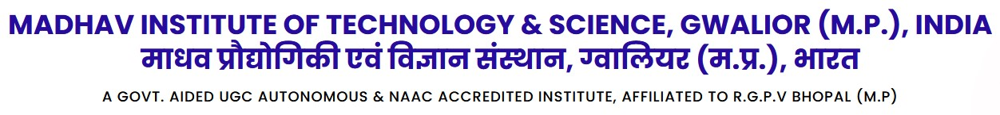 MADHAV INSTITUTE OF TECHNOLOGY & SCIENCE, GWALIOR (M.P.), INDIA
माधव प्रौद्योगिकी एवं विज्ञान संस्थान, ग्वालियर (म.प्र.), भारत
A GOVT. AIDED UGC AUTONOMOUS & NAAC ACCREDITED INSTITUTE, AFFILIATED TO R.G.P.V BHOPAL (M.P)